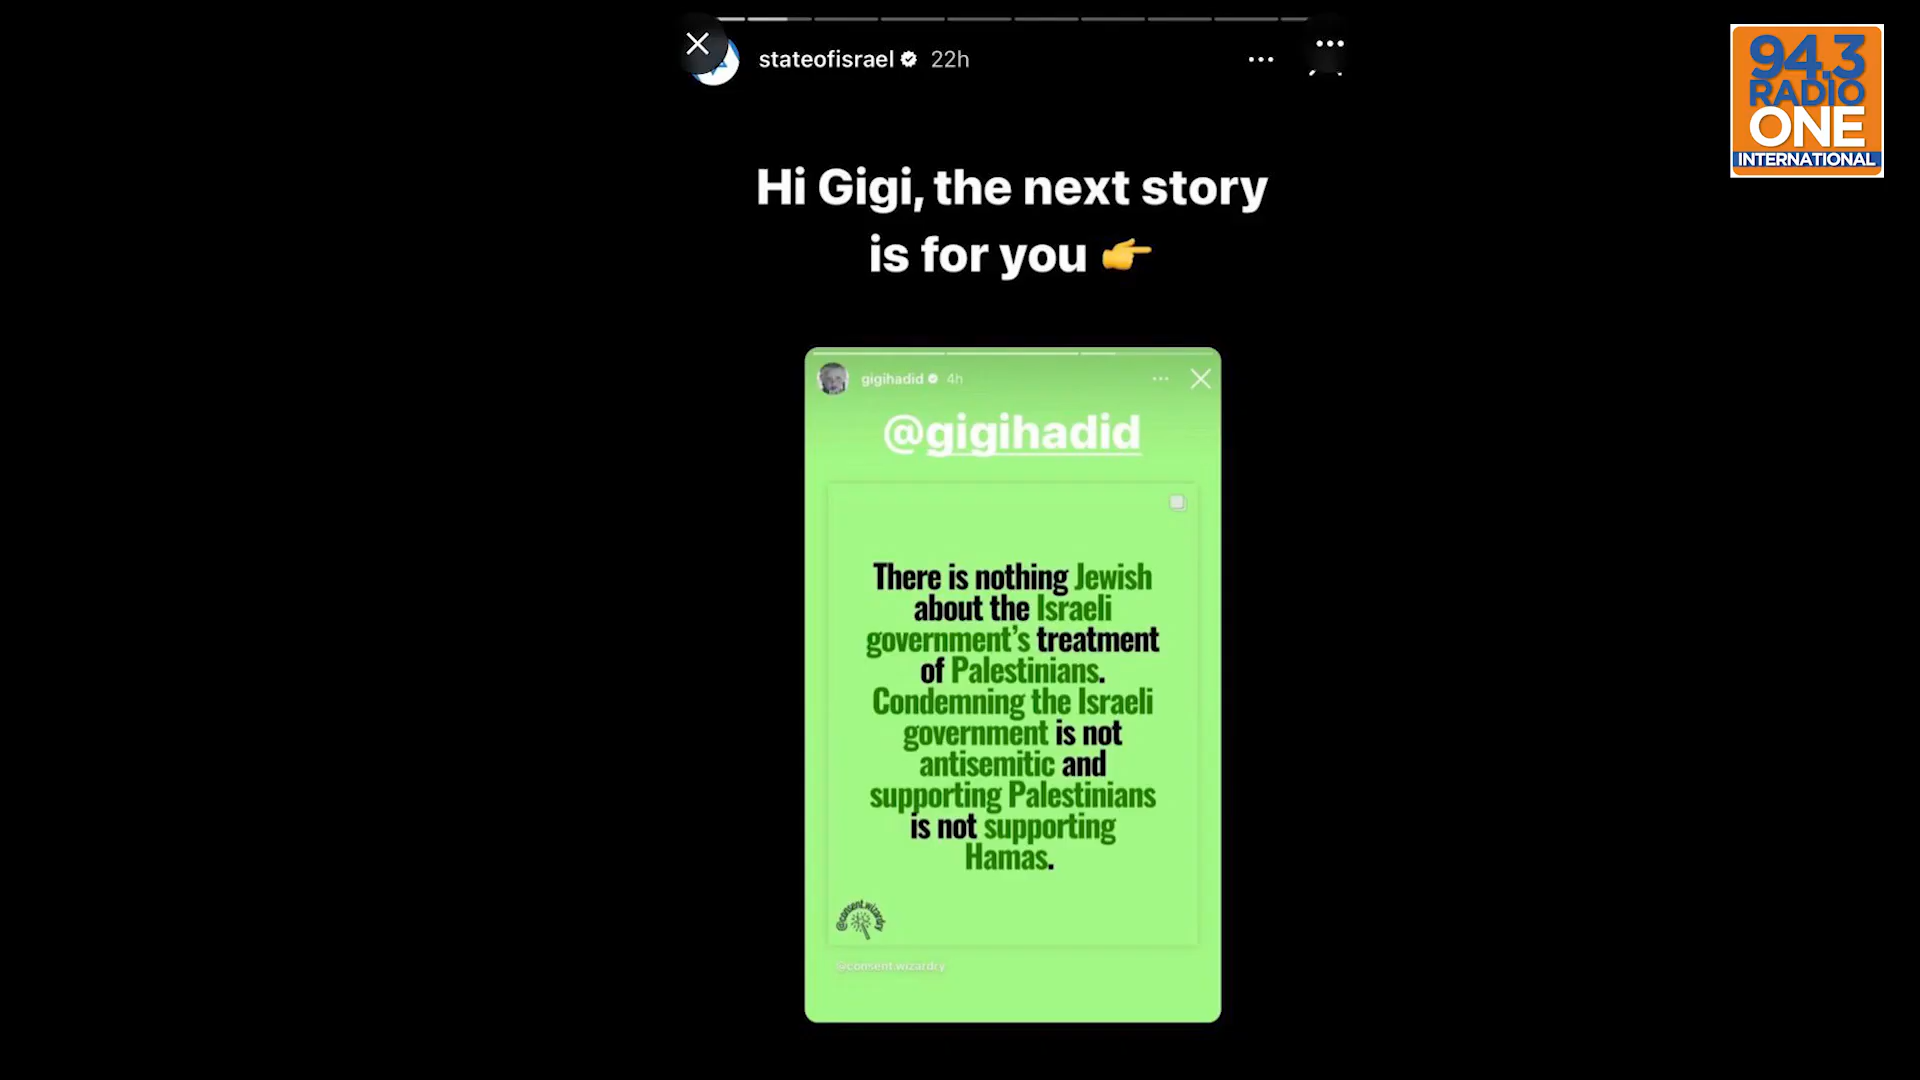 stateofisrael 22h
94.3
RADIO
ONE
INTERNATIONAL
Hi Gigi, the next story
is for you 👉
gigihadid 4h
@gigihadid
There is nothing Jewish
about the Israeli
government's treatment
of Palestinians.
Condemning the Israeli
government is not
antisemitic and
supporting Palestinians
is not supporting
Hamas.
@consent.wizardry
@consent.wizardry